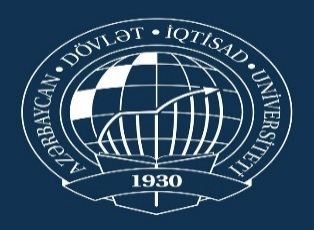 AZƏRBAYCAN • DÖVLƏT • İQTİSAD • UNİVERSİTETİ
1930